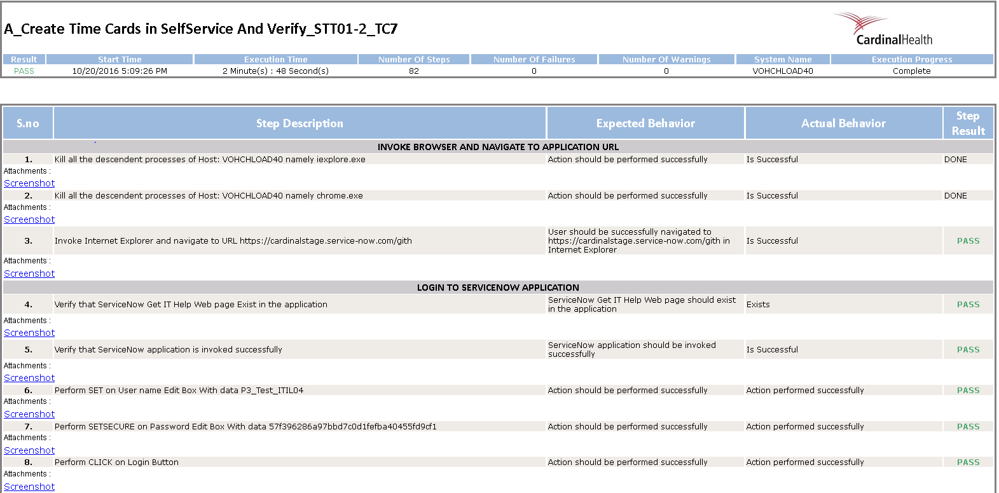 A_Create Time Cards in SelfService And Verify_STT01-2_TC7
CardinalHealth
Result Start Time Execution Time Number Of Steps Number Of Failures Number Of Warnings System Name Execution Progress
PASS 10/20/2016 5:09:26 PM 2 Minute(s) : 48 Second(s) 82 0 0 VOHCHLOAD40 Complete
S.no Step Description Expected Behavior Actual Behavior Step Result
INVOKE BROWSER AND NAVIGATE TO APPLICATION URL
1. Kill all the descendent processes of Host: VOHCHLOAD40 namely iexplore.exe Action should be performed successfully Is Successful DONE
Attachments :
Screenshot
2. Kill all the descendent processes of Host: VOHCHLOAD40 namely chrome.exe Action should be performed successfully Is Successful DONE
Attachments :
Screenshot
3. Invoke Internet Explorer and navigate to URL https://cardinalstage.service-now.com/gith User should be successfully navigated to
https://cardinalstage.service-now.com/gith in
Internet Explorer Is Successful PASS
Attachments :
Screenshot
LOGIN TO SERVICENOW APPLICATION
4. Verify that ServiceNow Get IT Help Web page Exist in the application ServiceNow Get IT Help Web page should exist
in the application Exists PASS
Attachments :
Screenshot
5. Verify that ServiceNow application is invoked successfully ServiceNow application should be invoked
successfully Is Successful PASS
Attachments :
Screenshot
6. Perform SET on User name Edit Box With data P3_Test_ITIL04 Action should be performed successfully Action performed successfully PASS
Attachments :
Screenshot
7. Perform SETSECURE on Password Edit Box With data 57f396286a97bbd7c0d1fefba40455fd9cf1 Action should be performed successfully Action performed successfully PASS
Attachments :
Screenshot
8. Perform CLICK on Login Button Action should be performed successfully Action performed successfully PASS
Attachments :
Screenshot